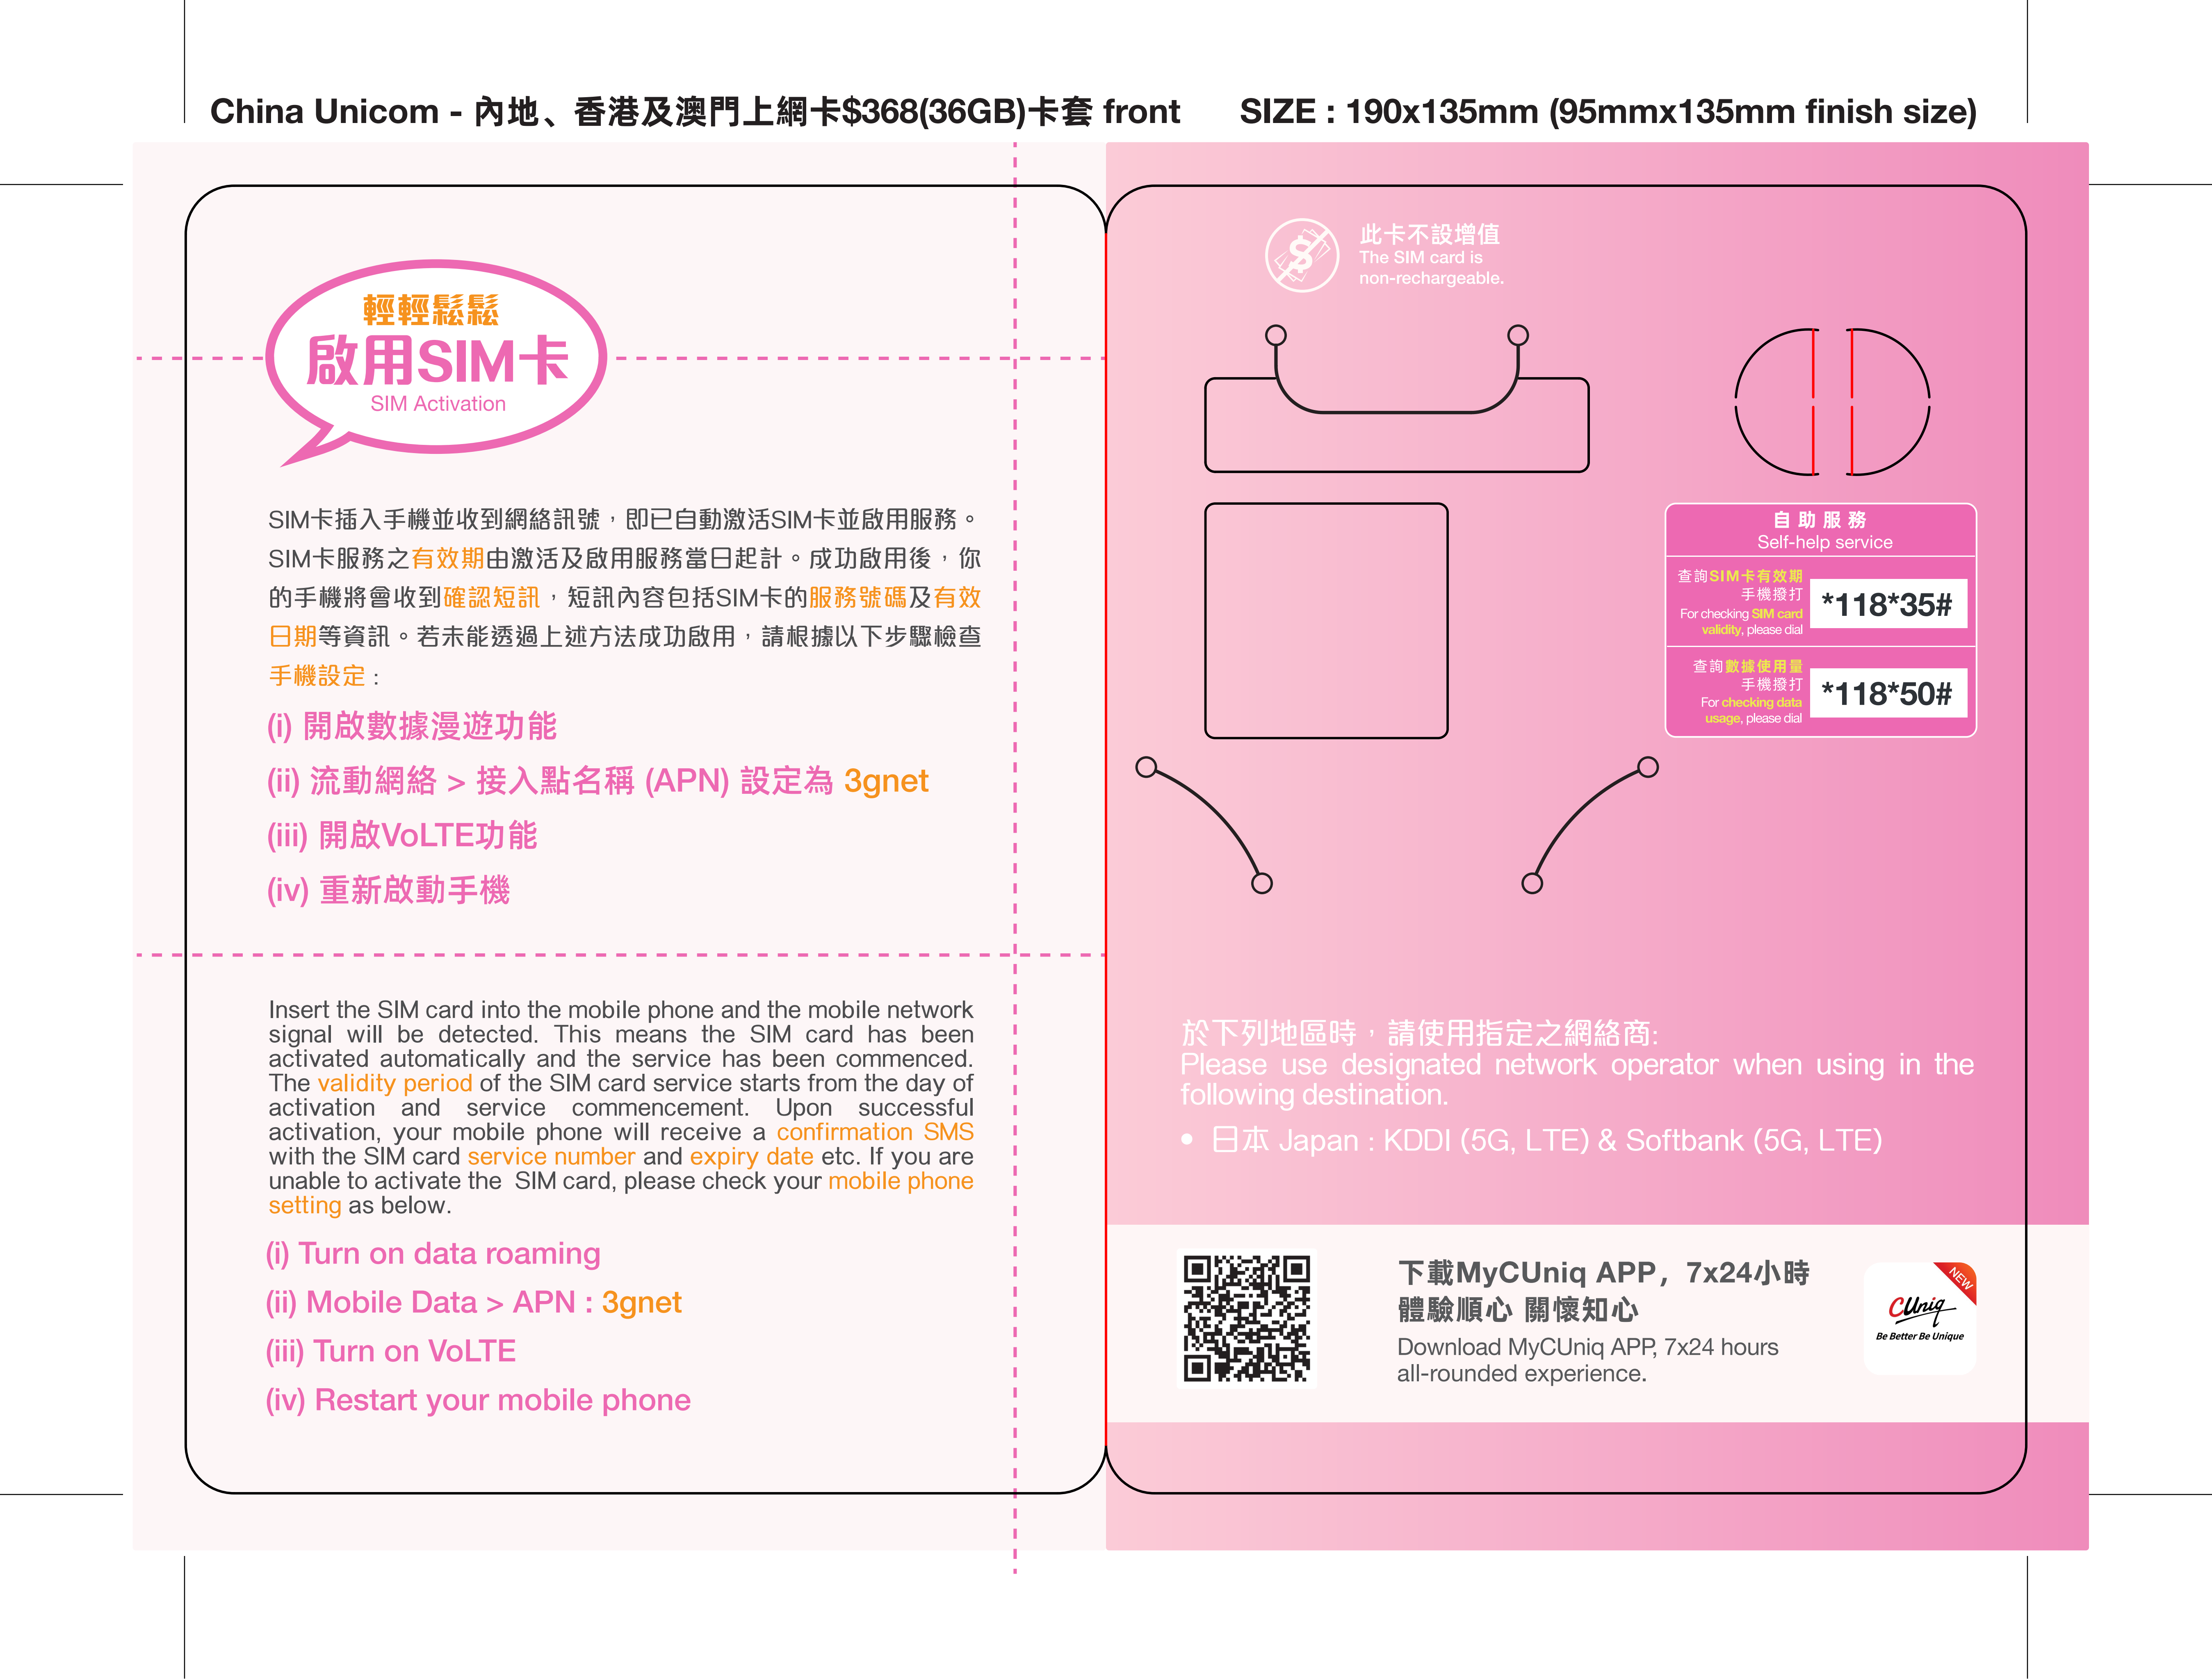 China Unicom - 內地、香港及澳門上網卡$368(36GB)卡套 front SIZE : 190x135mm (95mmx135mm finish size)
輕輕鬆鬆
啟用SIM卡
SIM Activation
SIM卡插入手機並收到網絡訊號，即已自動激活SIM卡並啟用服務。
SIM卡服務之有效期由激活及啟用服務當日起計。成功啟用後，你
的手機將會收到確認短訊，短訊內容包括SIM卡的服務號碼及有效
日期等資訊。若未能透過上述方法成功啟用，請根據以下步驟檢查
手機設定 :
(i) 開啟數據漫遊功能
(ii) 流動網絡 > 接入點名稱 (APN) 設定為 3gnet
(iii) 開啟VoLTE功能
(iv) 重新啟動手機
Insert the SIM card into the mobile phone and the mobile network
signal will be detected. This means the SIM card has been
activated automatically and the service has been commenced.
The validity period of the SIM card service starts from the day of
activation and service commencement. Upon successful
activation, your mobile phone will receive a confirmation SMS
with the SIM card service number and expiry date etc. If you are
unable to activate the SIM card, please check your mobile phone
setting as below.
(i) Turn on data roaming
(ii) Mobile Data > APN : 3gnet
(iii) Turn on VoLTE
(iv) Restart your mobile phone
$
此卡不設增值
The SIM card is
non-rechargeable.
自助服務
Self-help service
查詢SIM卡有效期
手機撥打
For checking SIM card
validity, please dial
*118*35#
查詢數據使用量
手機撥打
For checking data
usage, please dial
*118*50#
於下列地區時，請使用指定之網絡商:
Please use designated network operator when using in the
following destination.
• 日本 Japan : KDDI (5G, LTE) & Softbank (5G, LTE)
下載MyCUniq APP，7x24小時
體驗順心 關懷知心
Download MyCUniq APP, 7x24 hours
all-rounded experience.
NEW
CUniq
Be Better Be Unique